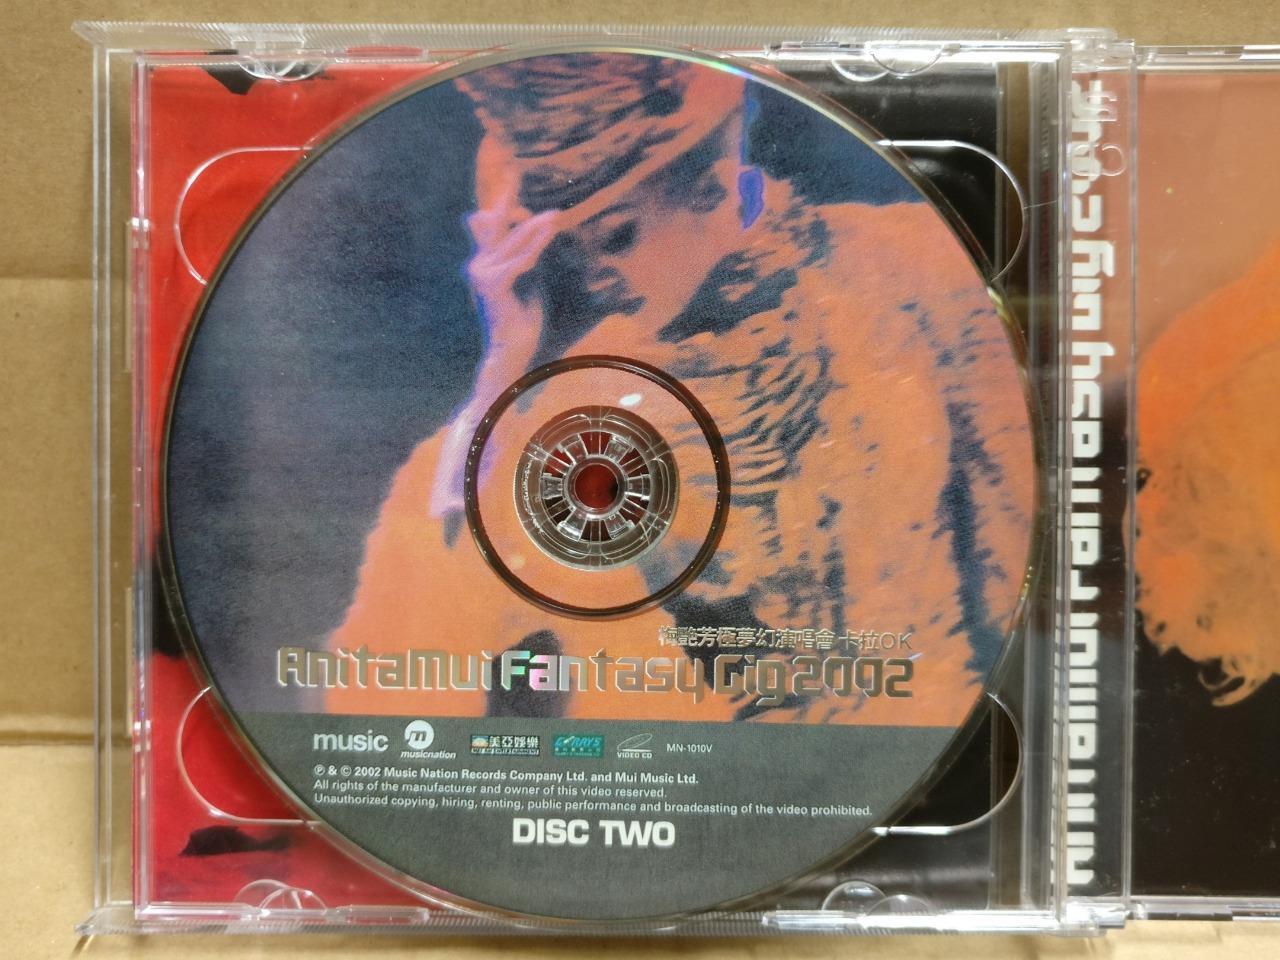 梅艷芳極夢幻演唱會 卡拉OK
AnitaMui Fantasy Gig 2002
music
musicnation
美亞娛樂
MEI AH ENTERTAINMENT
VIDEO CD
MN-1010V
℗ & © 2002 Music Nation Records Company Ltd. and Mui Music Ltd.
All rights of the manufacturer and owner of this video reserved.
Unauthorized copying, hiring, renting, public performance and broadcasting of the video prohibited.
DISC TWO
AnitaMui Fantasy Gig 2002